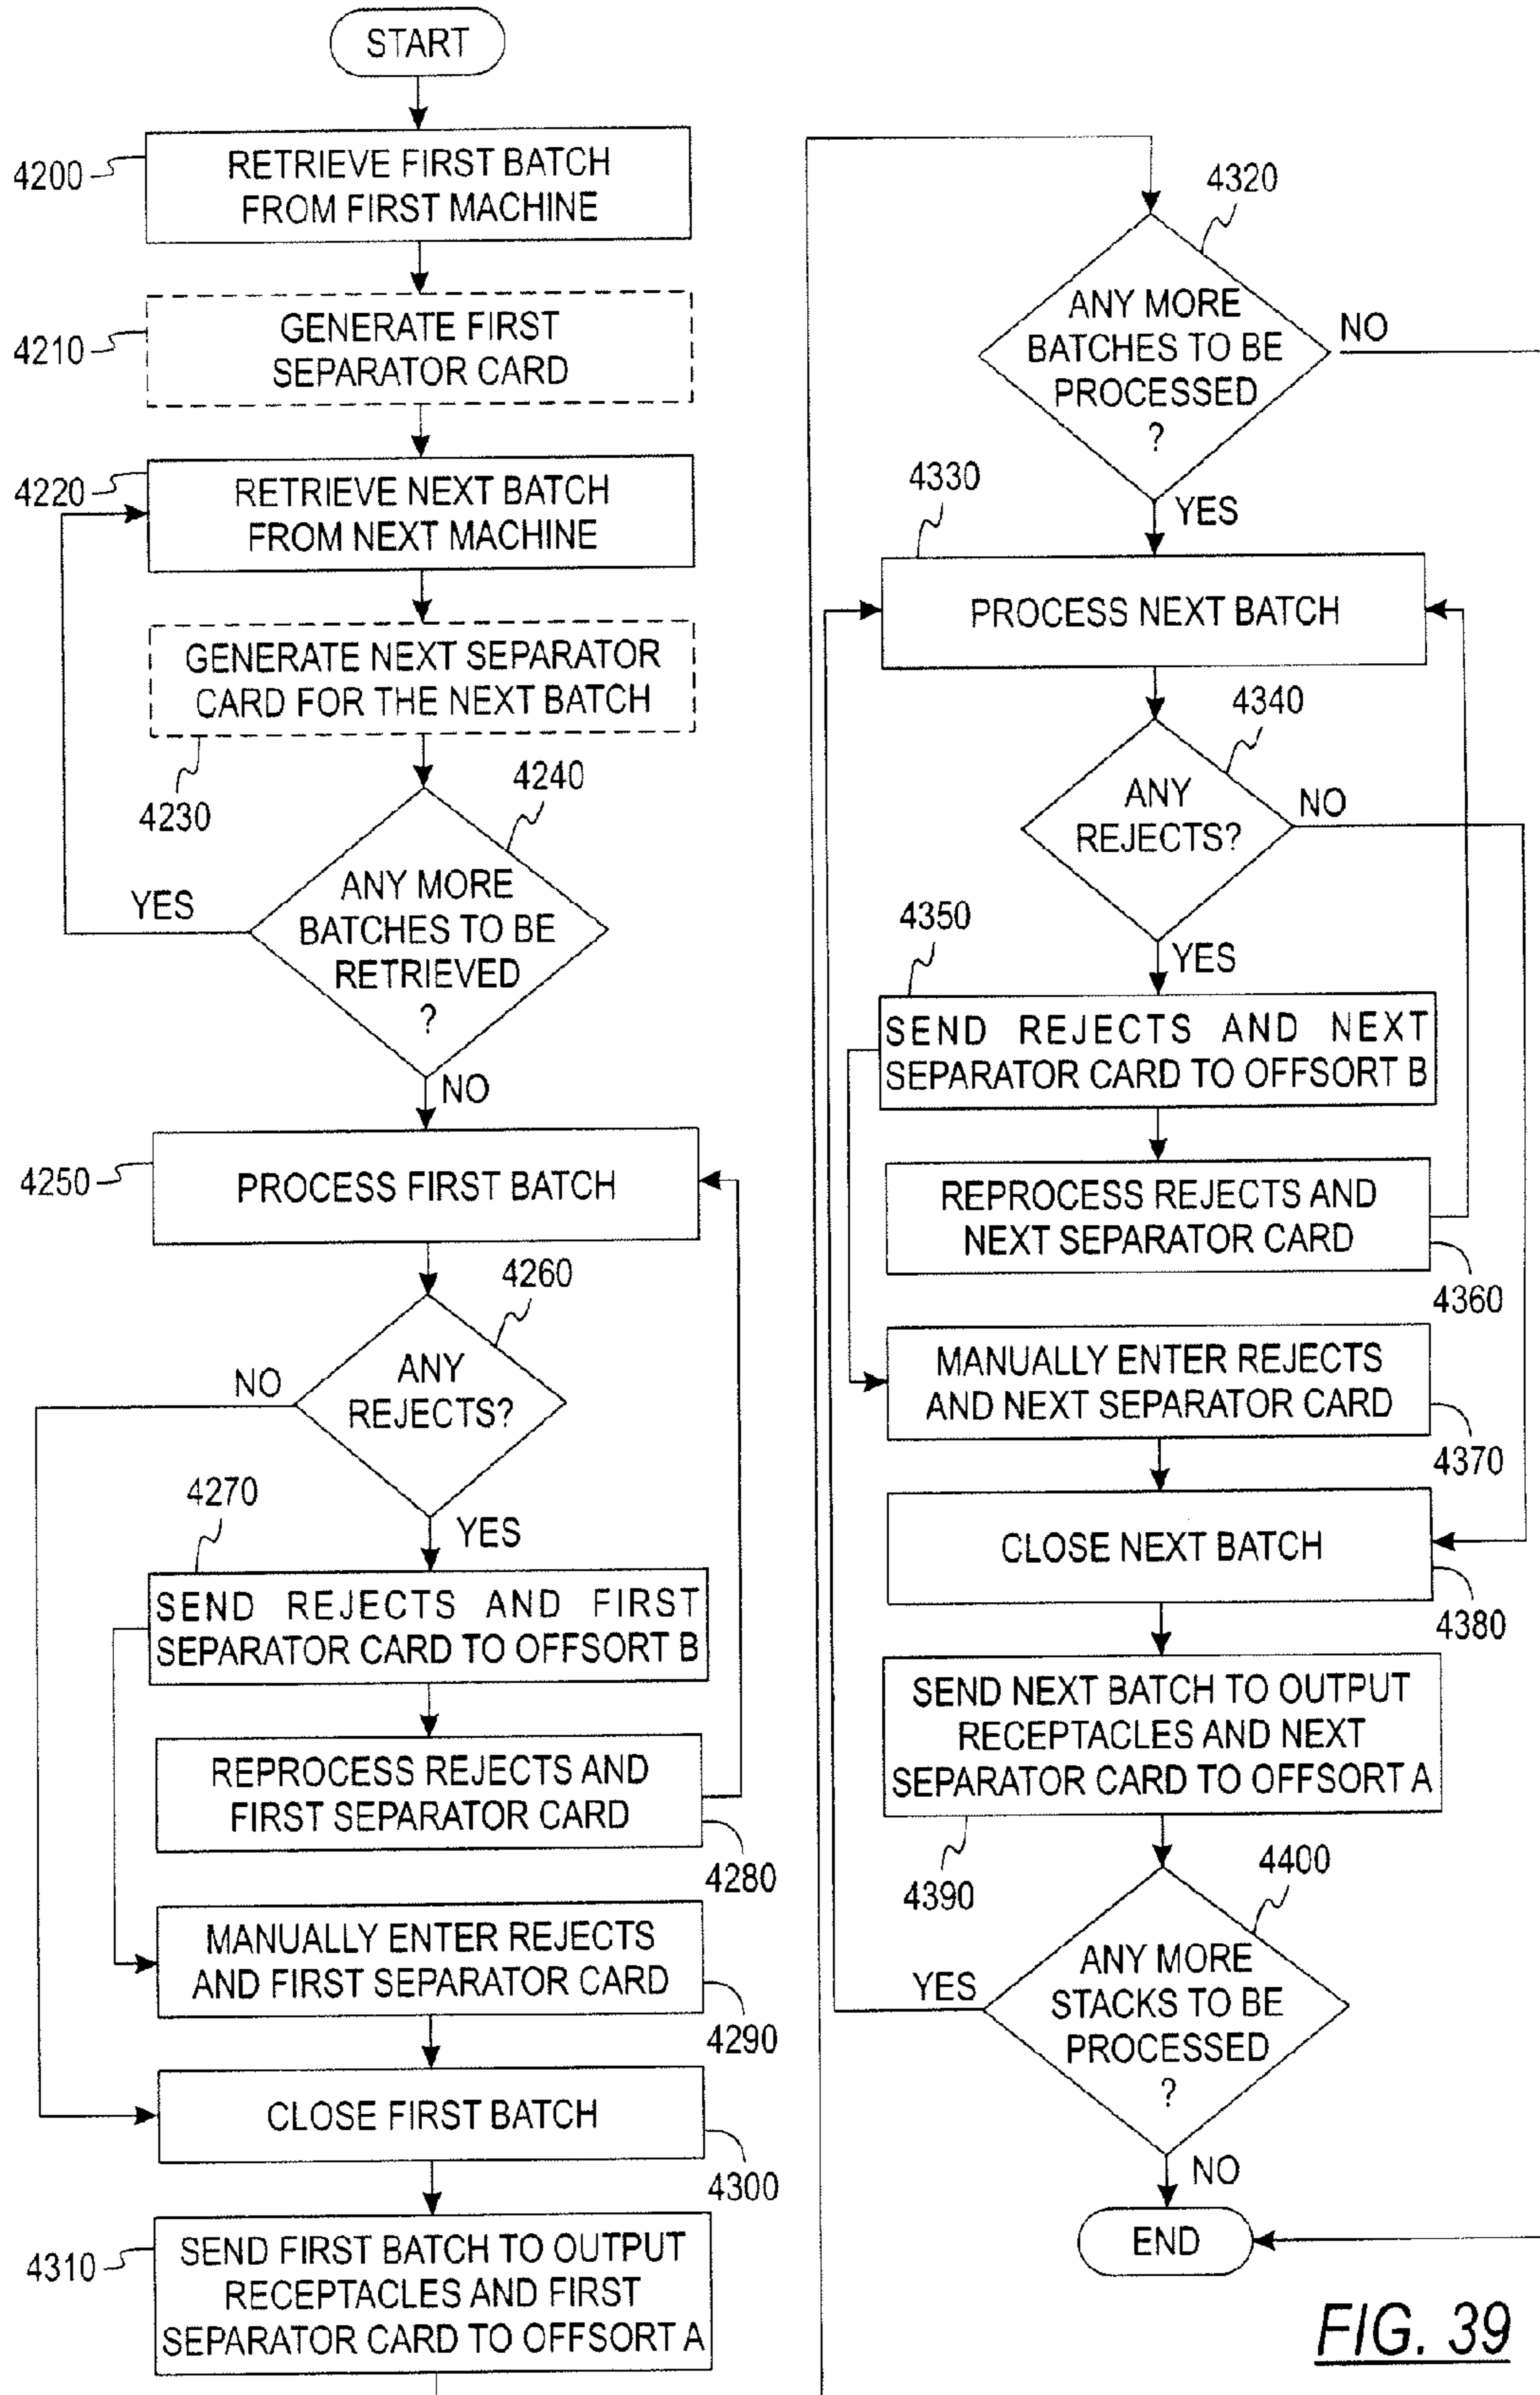 START
4200
RETRIEVE FIRST BATCH
FROM FIRST MACHINE
4210
GENERATE FIRST
SEPARATOR CARD
4220
RETRIEVE NEXT BATCH
FROM NEXT MACHINE
GENERATE NEXT SEPARATOR
CARD FOR THE NEXT BATCH
4230
4240
ANY MORE
BATCHES TO BE
RETRIEVED
?
YES
NO
4250
PROCESS FIRST BATCH
4260
ANY
REJECTS?
NO
YES
4270
SEND REJECTS AND FIRST
SEPARATOR CARD TO OFFSORT B
REPROCESS REJECTS AND
FIRST SEPARATOR CARD
4280
MANUALLY ENTER REJECTS
AND FIRST SEPARATOR CARD
4290
CLOSE FIRST BATCH
4300
4310
SEND FIRST BATCH TO OUTPUT
RECEPTACLES AND FIRST
SEPARATOR CARD TO OFFSORT A
4320
ANY MORE
BATCHES TO BE
PROCESSED
?
NO
YES
4330
PROCESS NEXT BATCH
4340
ANY
REJECTS?
NO
YES
4350
SEND REJECTS AND NEXT
SEPARATOR CARD TO OFFSORT B
REPROCESS REJECTS AND
NEXT SEPARATOR CARD
4360
MANUALLY ENTER REJECTS
AND NEXT SEPARATOR CARD
4370
CLOSE NEXT BATCH
4380
SEND NEXT BATCH TO OUTPUT
RECEPTACLES AND NEXT
SEPARATOR CARD TO OFFSORT A
4390
4400
ANY MORE
STACKS TO BE
PROCESSED
?
YES
NO
END
FIG. 39